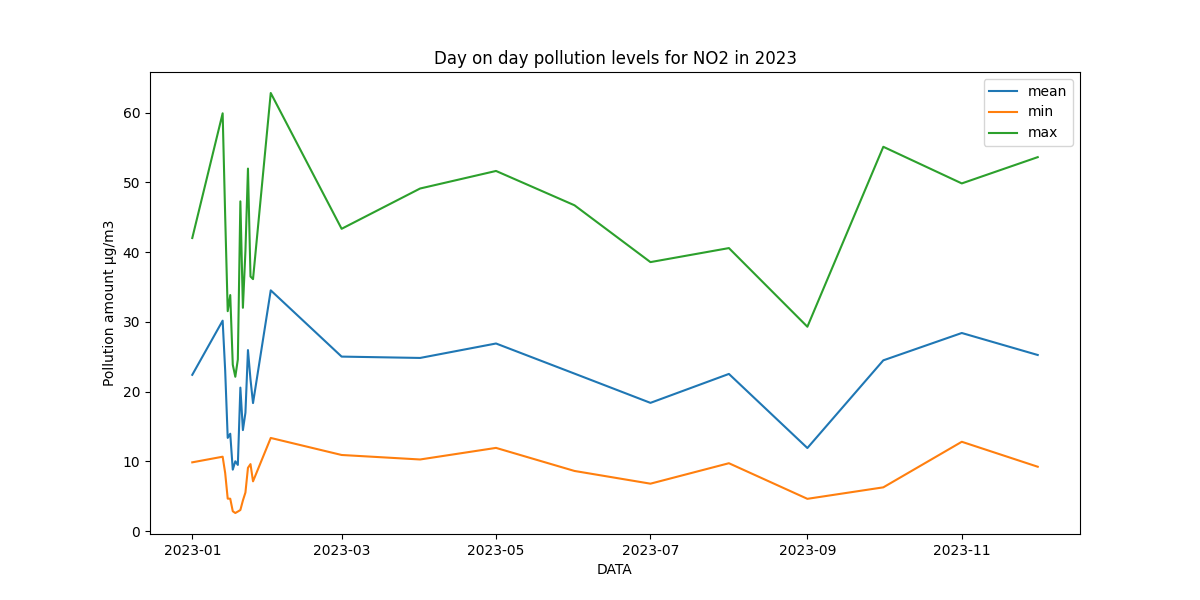 Day on day pollution levels for NO2 in 2023
mean
min
max
Pollution amount µg/m3
60
50
40
30
20
10
0
2023-01
2023-03
2023-05
2023-07
2023-09
2023-11
DATA